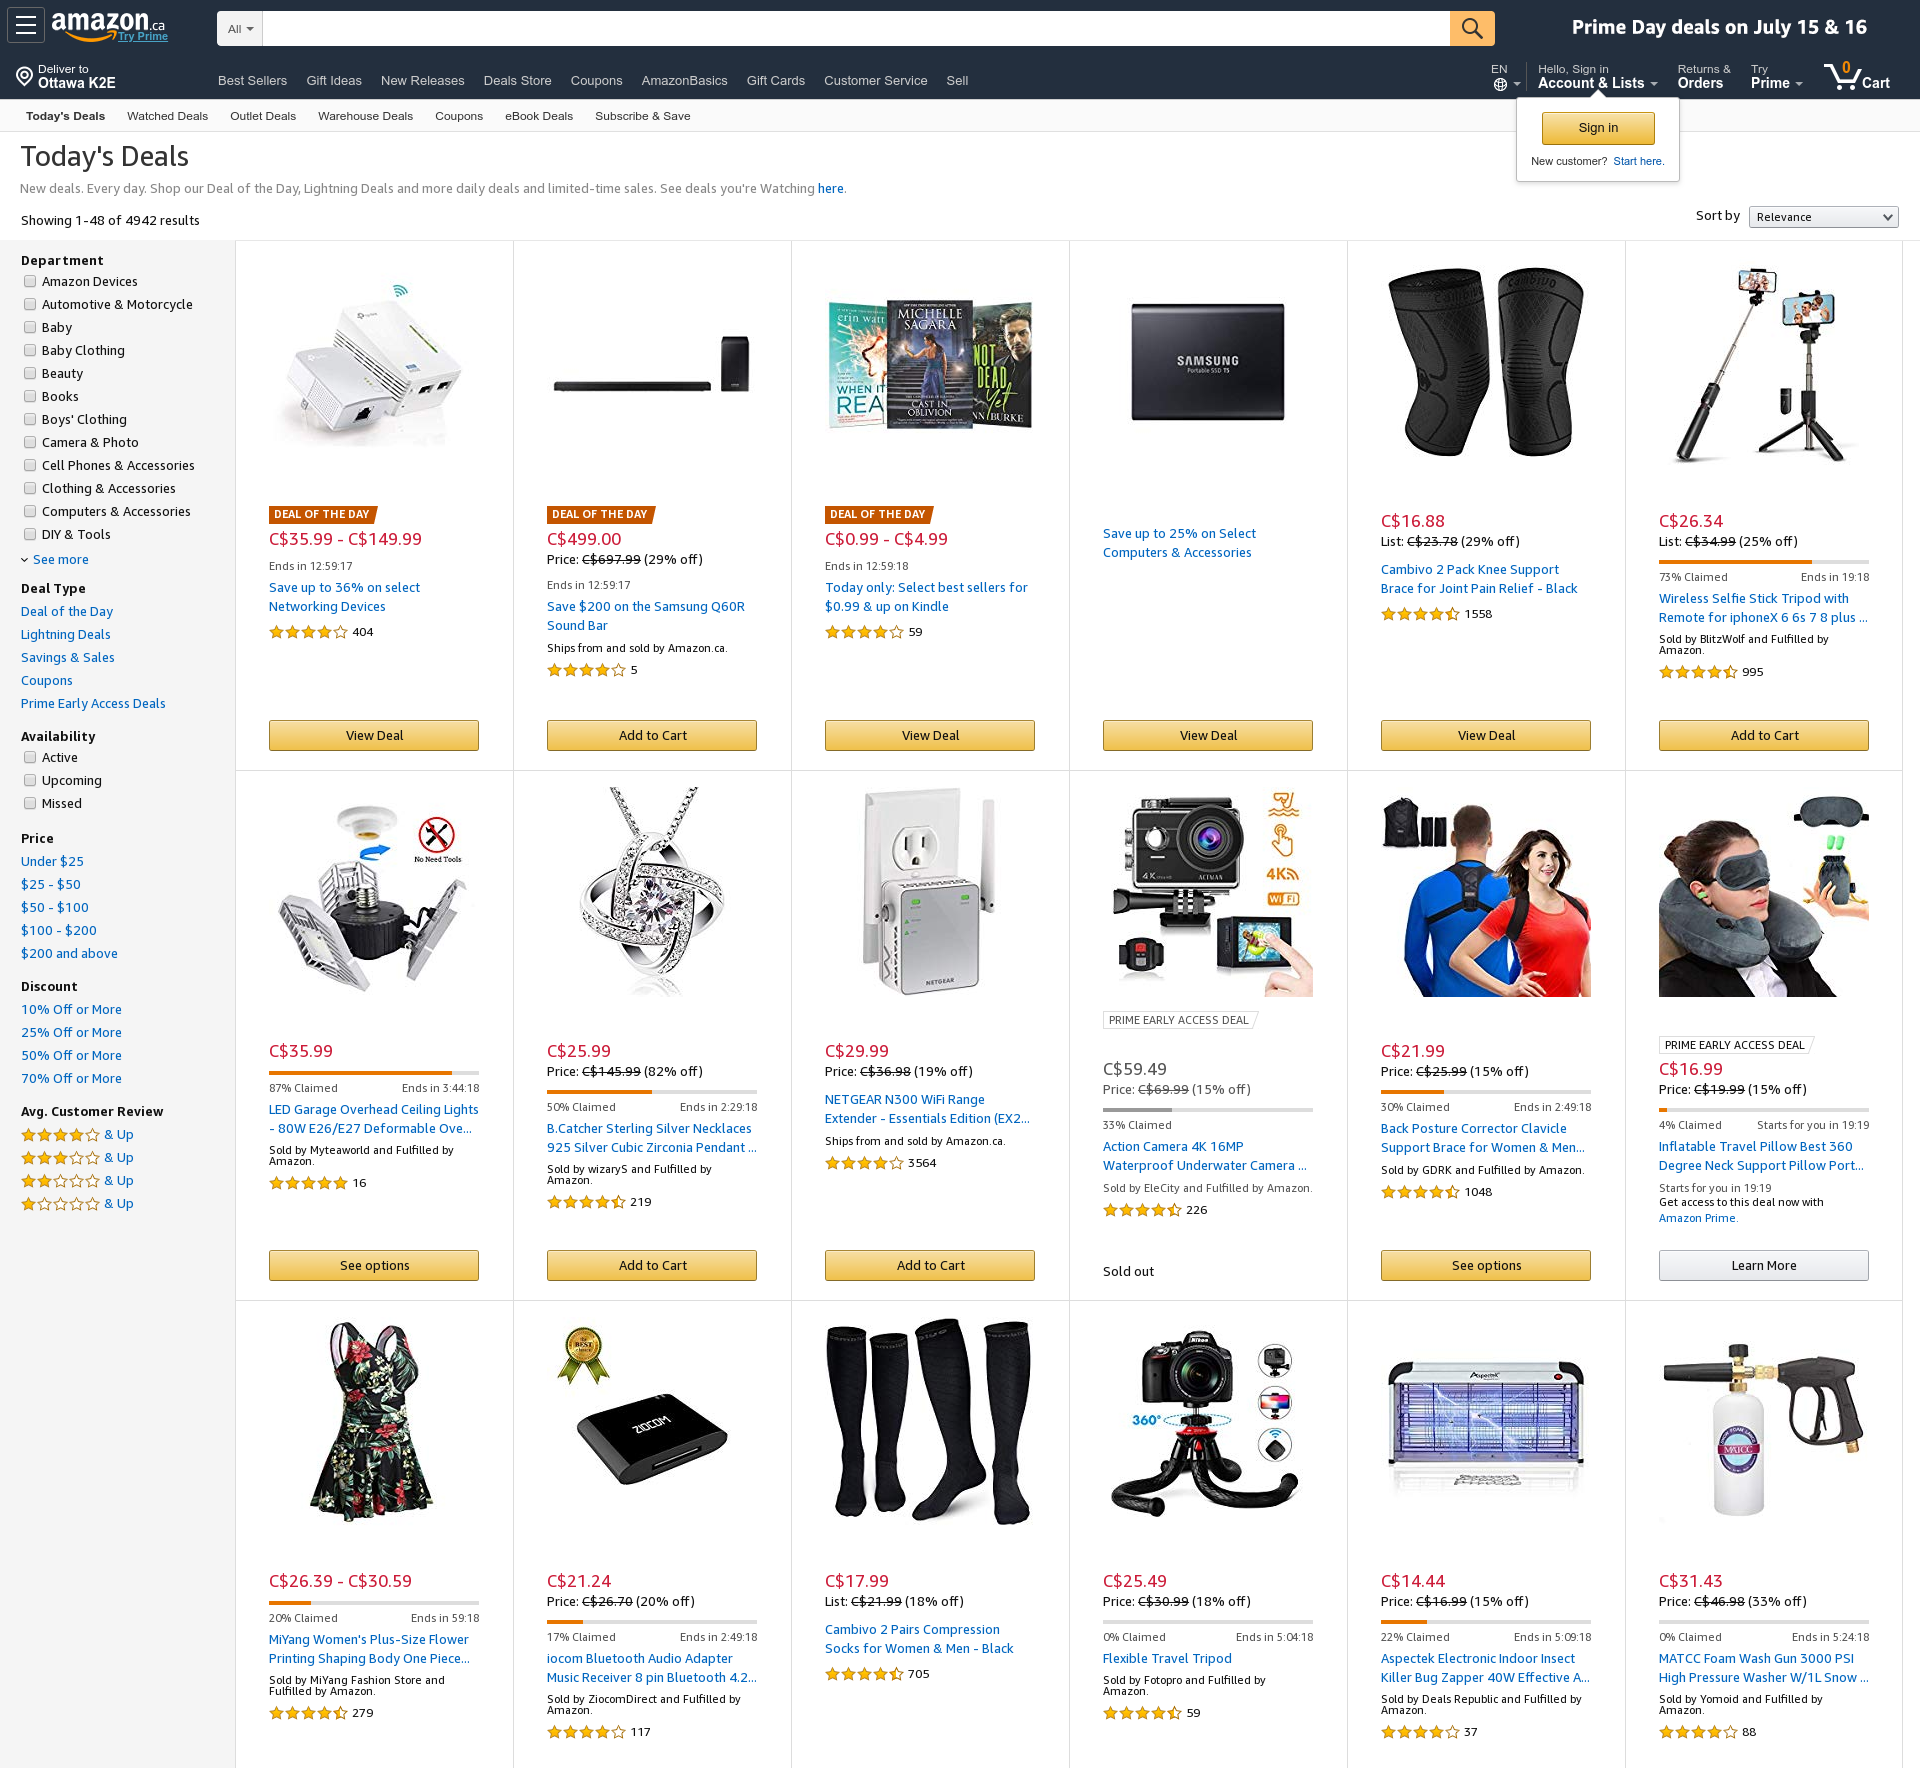 amazon.ca
Try Prime
All
Prime Day deals on July 15 & 16
Deliver to
Ottawa K2E
Best Sellers
Gift Ideas
New Releases
Deals Store
Coupons
AmazonBasics
Gift Cards
Customer Service
Sell
EN
Hello, Sign in
Account & Lists
Returns &
Orders
Try
Prime
0
Cart
Today's Deals
Watched Deals
Outlet Deals
Warehouse Deals
Coupons
eBook Deals
Subscribe & Save
Sign in
New customer? Start here.
Today's Deals
New deals. Every day. Shop our Deal of the Day, Lightning Deals and more daily deals and limited-time sales. See deals you're Watching here.
Showing 1-48 of 4942 results
Sort by
Relevance
Department
Amazon Devices
Automotive & Motorcycle
Baby
Baby Clothing
Beauty
Books
Boys' Clothing
Camera & Photo
Cell Phones & Accessories
Clothing & Accessories
Computers & Accessories
DIY & Tools
See more
Deal Type
Deal of the Day
Lightning Deals
Savings & Sales
Coupons
Prime Early Access Deals
Availability
Active
Upcoming
Missed
Price
Under $25
$25 - $50
$50 - $100
$100 - $200
$200 and above
Discount
10% Off or More
25% Off or More
50% Off or More
70% Off or More
Avg. Customer Review
& Up
& Up
& Up
& Up
DEAL OF THE DAY
C$35.99 - C$149.99
Ends in 12:59:17
Save up to 36% on select
Networking Devices
404
View Deal
DEAL OF THE DAY
C$499.00
Price: C$697.99 (29% off)
Ends in 12:59:17
Save $200 on the Samsung Q60R
Sound Bar
Ships from and sold by Amazon.ca.
5
Add to Cart
erin watt
WHEN IT
REA
MICHELLE
SAGARA
CAST IN
OBLIVION
NOT
DEAD
Yet
BURKE
DEAL OF THE DAY
C$0.99 - C$4.99
Ends in 12:59:18
Today only: Select best sellers for
$0.99 & up on Kindle
59
View Deal
SAMSUNG
Portable SSD T5
Save up to 25% on Select
Computers & Accessories
View Deal
cambivo
cambivo
C$16.88
List: C$23.78 (29% off)
Cambivo 2 Pack Knee Support
Brace for Joint Pain Relief - Black
1558
View Deal
C$26.34
List: C$34.99 (25% off)
73% Claimed
Ends in 19:18
Wireless Selfie Stick Tripod with
Remote for iphoneX 6 6s 7 8 plus ...
Sold by BlitzWolf and Fulfilled by
Amazon.
995
Add to Cart
No Need Tools
C$35.99
87% Claimed
Ends in 3:44:18
LED Garage Overhead Ceiling Lights
- 80W E26/E27 Deformable Ove...
Sold by Myteaworld and Fulfilled by
Amazon.
16
See options
C$25.99
Price: C$145.99 (82% off)
50% Claimed
Ends in 2:29:18
B.Catcher Sterling Silver Necklaces
925 Silver Cubic Zirconia Pendant ...
Sold by wizaryS and Fulfilled by
Amazon.
219
Add to Cart
NETGEAR
C$29.99
Price: C$36.98 (19% off)
NETGEAR N300 WiFi Range
Extender - Essentials Edition (EX2...
Ships from and sold by Amazon.ca.
3564
Add to Cart
4K
ACTMAN
4K
WiFi
PRIME EARLY ACCESS DEAL
C$59.49
Price: C$69.99 (15% off)
33% Claimed
Action Camera 4K 16MP
Waterproof Underwater Camera ...
Sold by EleCity and Fulfilled by Amazon.
226
Sold out
C$21.99
Price: C$25.99 (15% off)
30% Claimed
Ends in 2:49:18
Back Posture Corrector Clavicle
Support Brace for Women & Men...
Sold by GDRK and Fulfilled by Amazon.
1048
See options
PRIME EARLY ACCESS DEAL
C$16.99
Price: C$19.99 (15% off)
4% Claimed
Starts for you in 19:19
Inflatable Travel Pillow Best 360
Degree Neck Support Pillow Port...
Starts for you in 19:19
Get access to this deal now with
Amazon Prime.
Learn More
C$26.39 - C$30.59
20% Claimed
Ends in 59:18
MiYang Women's Plus-Size Flower
Printing Shaping Body One Piece...
Sold by MiYang Fashion Store and
Fulfilled by Amazon.
279
BEST
ZIOCOM
C$21.24
Price: C$26.70 (20% off)
17% Claimed
Ends in 2:49:18
iocom Bluetooth Audio Adapter
Music Receiver 8 pin Bluetooth 4.2...
Sold by ZiocomDirect and Fulfilled by
Amazon.
117
C$17.99
List: C$21.99 (18% off)
Cambivo 2 Pairs Compression
Socks for Women & Men - Black
705
Nikon
360°
C$25.49
Price: C$30.99 (18% off)
0% Claimed
Ends in 5:04:18
Flexible Travel Tripod
Sold by Fotopro and Fulfilled by
Amazon.
59
Aspectek
C$14.44
Price: C$16.99 (15% off)
22% Claimed
Ends in 5:09:18
Aspectek Electronic Indoor Insect
Killer Bug Zapper 40W Effective A...
Sold by Deals Republic and Fulfilled by
Amazon.
37
MATCC
C$31.43
Price: C$46.98 (33% off)
0% Claimed
Ends in 5:24:18
MATCC Foam Wash Gun 3000 PSI
High Pressure Washer W/1L Snow ...
Sold by Yomoid and Fulfilled by
Amazon.
88